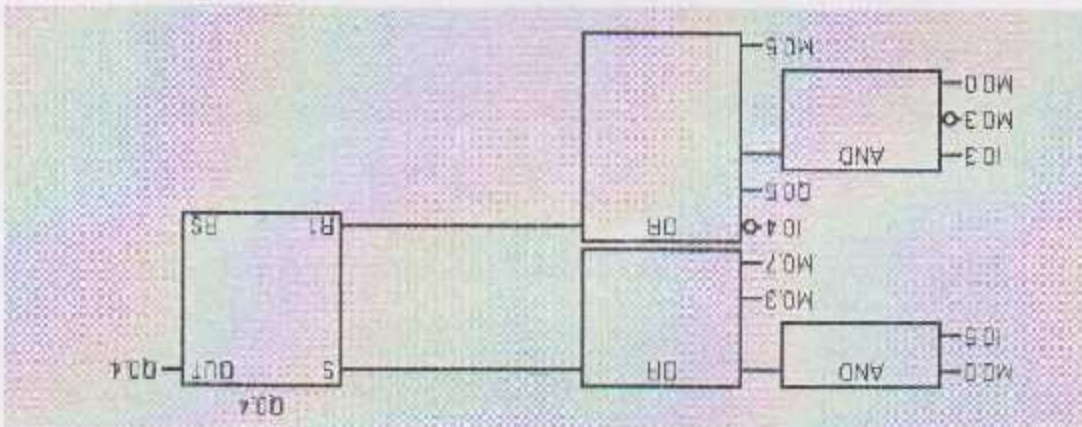 Q0.4
M0.0 AND OR S OUT Q0.4
I0.5
M0.3
M0.7
I0.4 OR R1 RS
Q0.5
I0.3 AND
M0.3
M0.0
M0.5